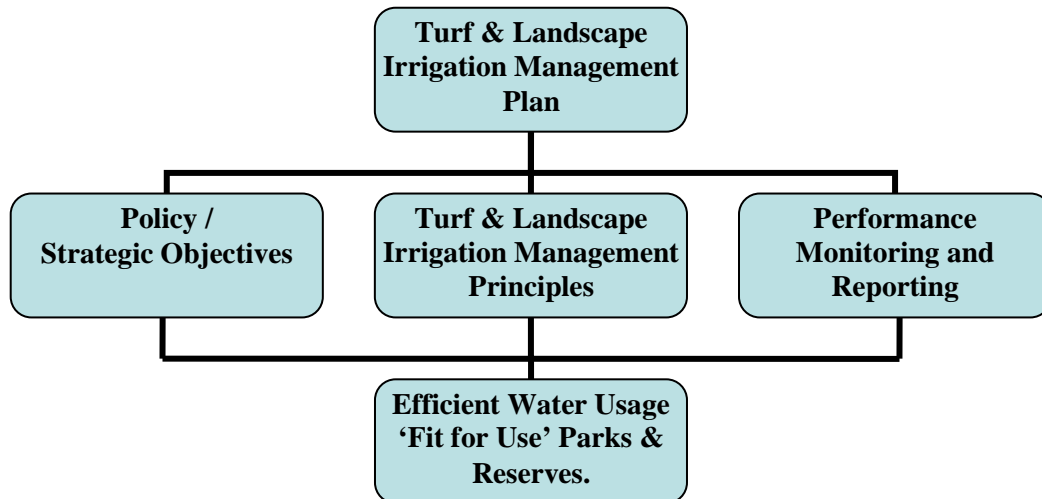 Turf & Landscape
Irrigation Management
Plan
Policy /
Strategic Objectives
Turf & Landscape
Irrigation Management
Principles
Performance
Monitoring and
Reporting
Efficient Water Usage
‘Fit for Use’ Parks &
Reserves.